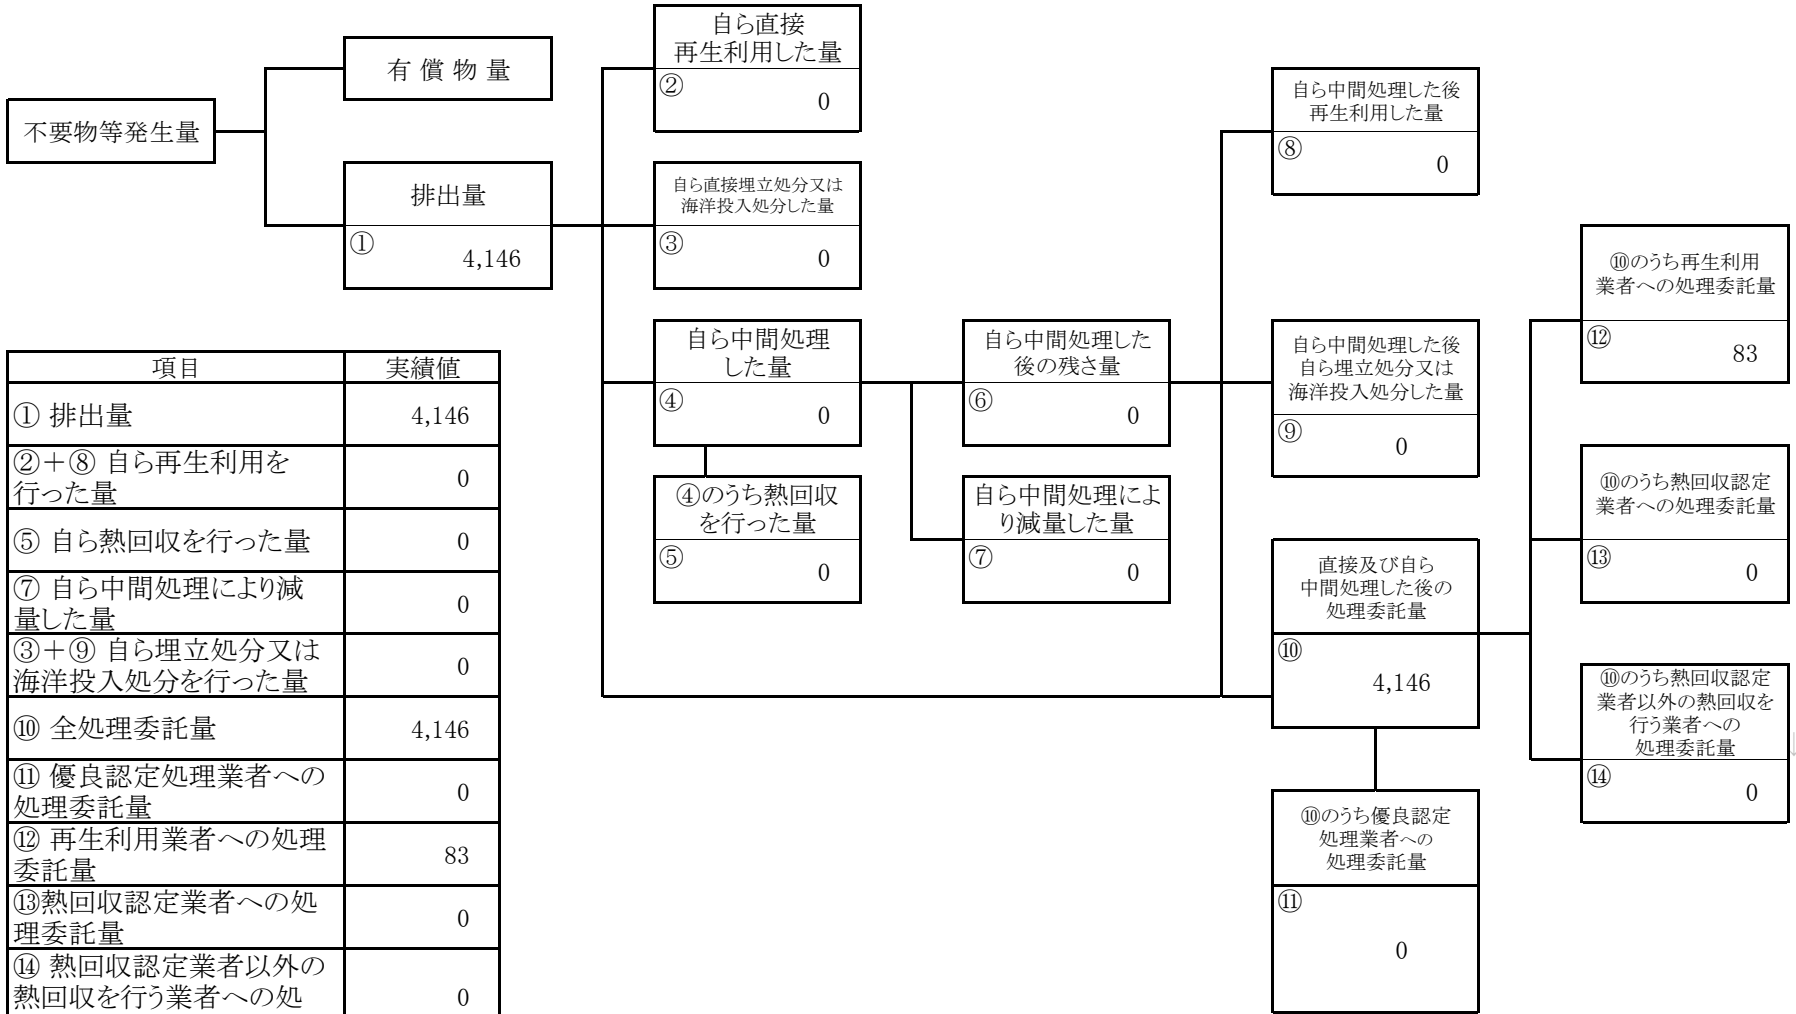 不要物等発生量
有 償 物 量
排出量
①
4,146
自ら直接
再生利用した量
②
0
自ら直接埋立処分又は
海洋投入処分した量
③
0
自ら中間処理
した量
④
0
④のうち熱回収
を行った量
⑤
0
自ら中間処理した
後の残さ量
⑥
0
自ら中間処理によ
り減量した量
⑦
0
自ら中間処理した後
再生利用した量
⑧
0
自ら中間処理した後
自ら埋立処分又は
海洋投入処分した量
⑨
0
直接及び自ら
中間処理した後の
処理委託量
⑩
4,146
⑩のうち優良認定
処理業者への
処理委託量
⑪
0
⑩のうち再生利用
業者への処理委託量
⑫
83
⑩のうち熱回収認定
業者への処理委託量
⑬
0
⑩のうち熱回収認定
業者以外の熱回収を
行う業者への
処理委託量
⑭
0
↓
項目 実績値
① 排出量 4,146
②＋⑧ 自ら再生利用を
行った量 0
⑤ 自ら熱回収を行った量 0
⑦ 自ら中間処理により減
量した量 0
③＋⑨ 自ら埋立処分又は
海洋投入処分を行った量 0
⑩ 全処理委託量 4,146
⑪ 優良認定処理業者への
処理委託量 0
⑫ 再生利用業者への処理
委託量 83
⑬熱回収認定業者への処
理委託量 0
⑭ 熱回収認定業者以外の
熱回収を行う業者への処 0